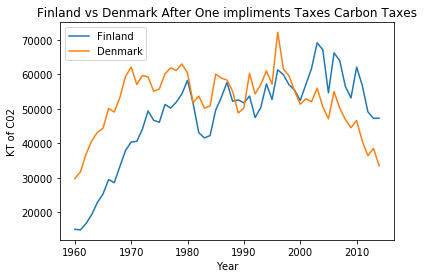 Finland vs Denmark After One impliments Taxes Carbon Taxes
Finland
Denmark
KT of C02
70000
60000
50000
40000
30000
20000
1960 1970 1980 1990 2000 2010
Year